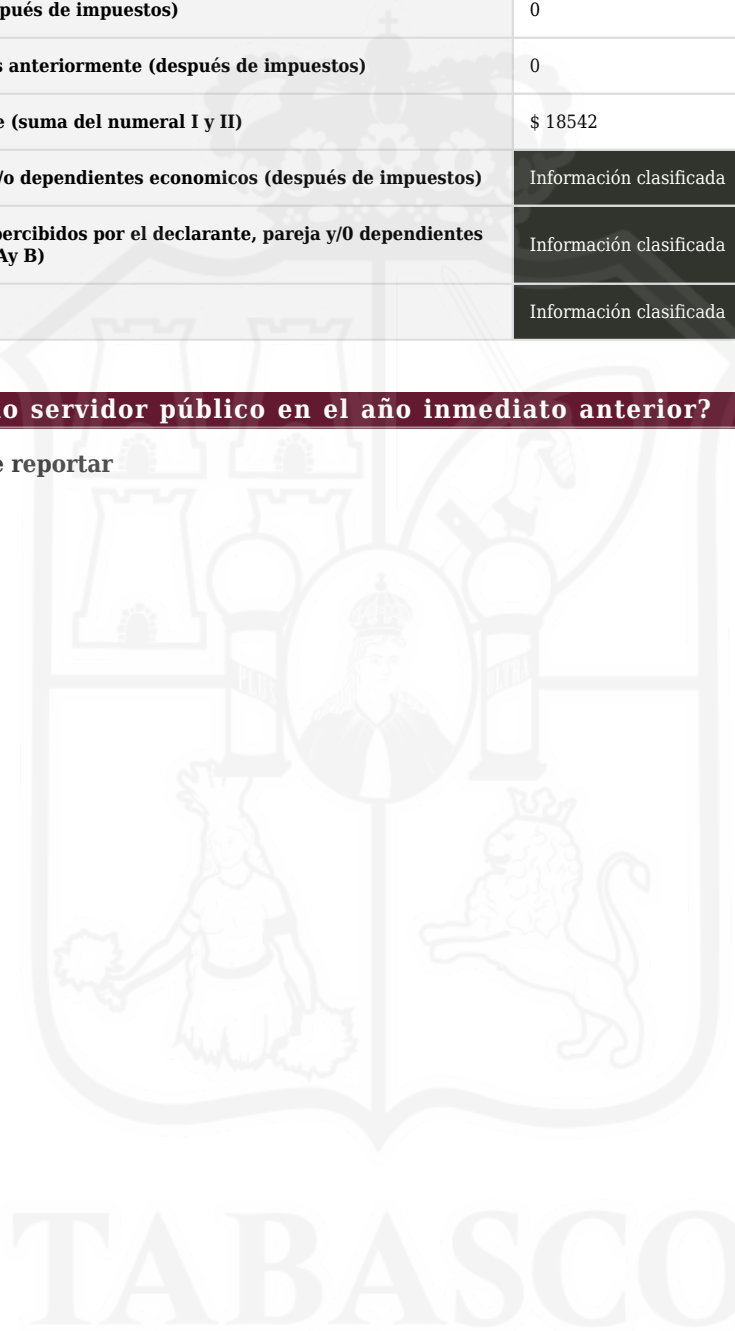 pués de impuestos) 0
s anteriormente (después de impuestos) 0
e (suma del numeral I y II) $ 18542
/o dependientes economicos (después de impuestos) Información clasificada
percibidos por el declarante, pareja y/0 dependientes
Ay B) Información clasificada
Información clasificada
o servidor público en el año inmediato anterior?
e reportar
PLUS ULTRA
TABASCO